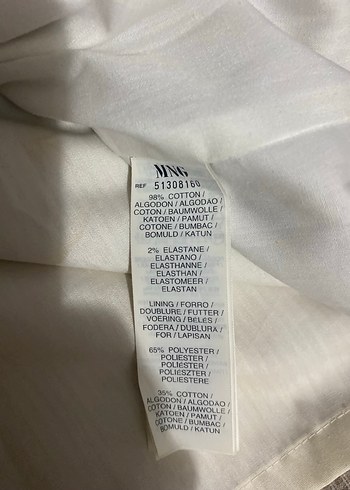 MNG
REF 51308160
98% COTTON /
ALGODON / ALGODAO /
COTON / BAUMWOLLE /
KATOEN / PAMUT /
COTONE / BUMBAC /
BOMULD / KATUN
2% ELASTANE /
ELASTANO /
ELASTHANNE /
ELASTHAN /
ELASTOMEER /
ELASTAN
LINING / FORRO /
DOUBLURE / FUTTER /
VOERING / BELES /
FODERA / DUBLURA /
FOR / LAPISAN
65% POLYESTER /
POLIESTER /
POLIÉSTER /
POLIESZTER /
POLIESTERE
35% COTTON /
ALGODON / ALGODAO /
COTON / BAUMWOLLE /
KATOEN / PAMUT /
COTONE / BUMBAC /
BOMULD / KATUN